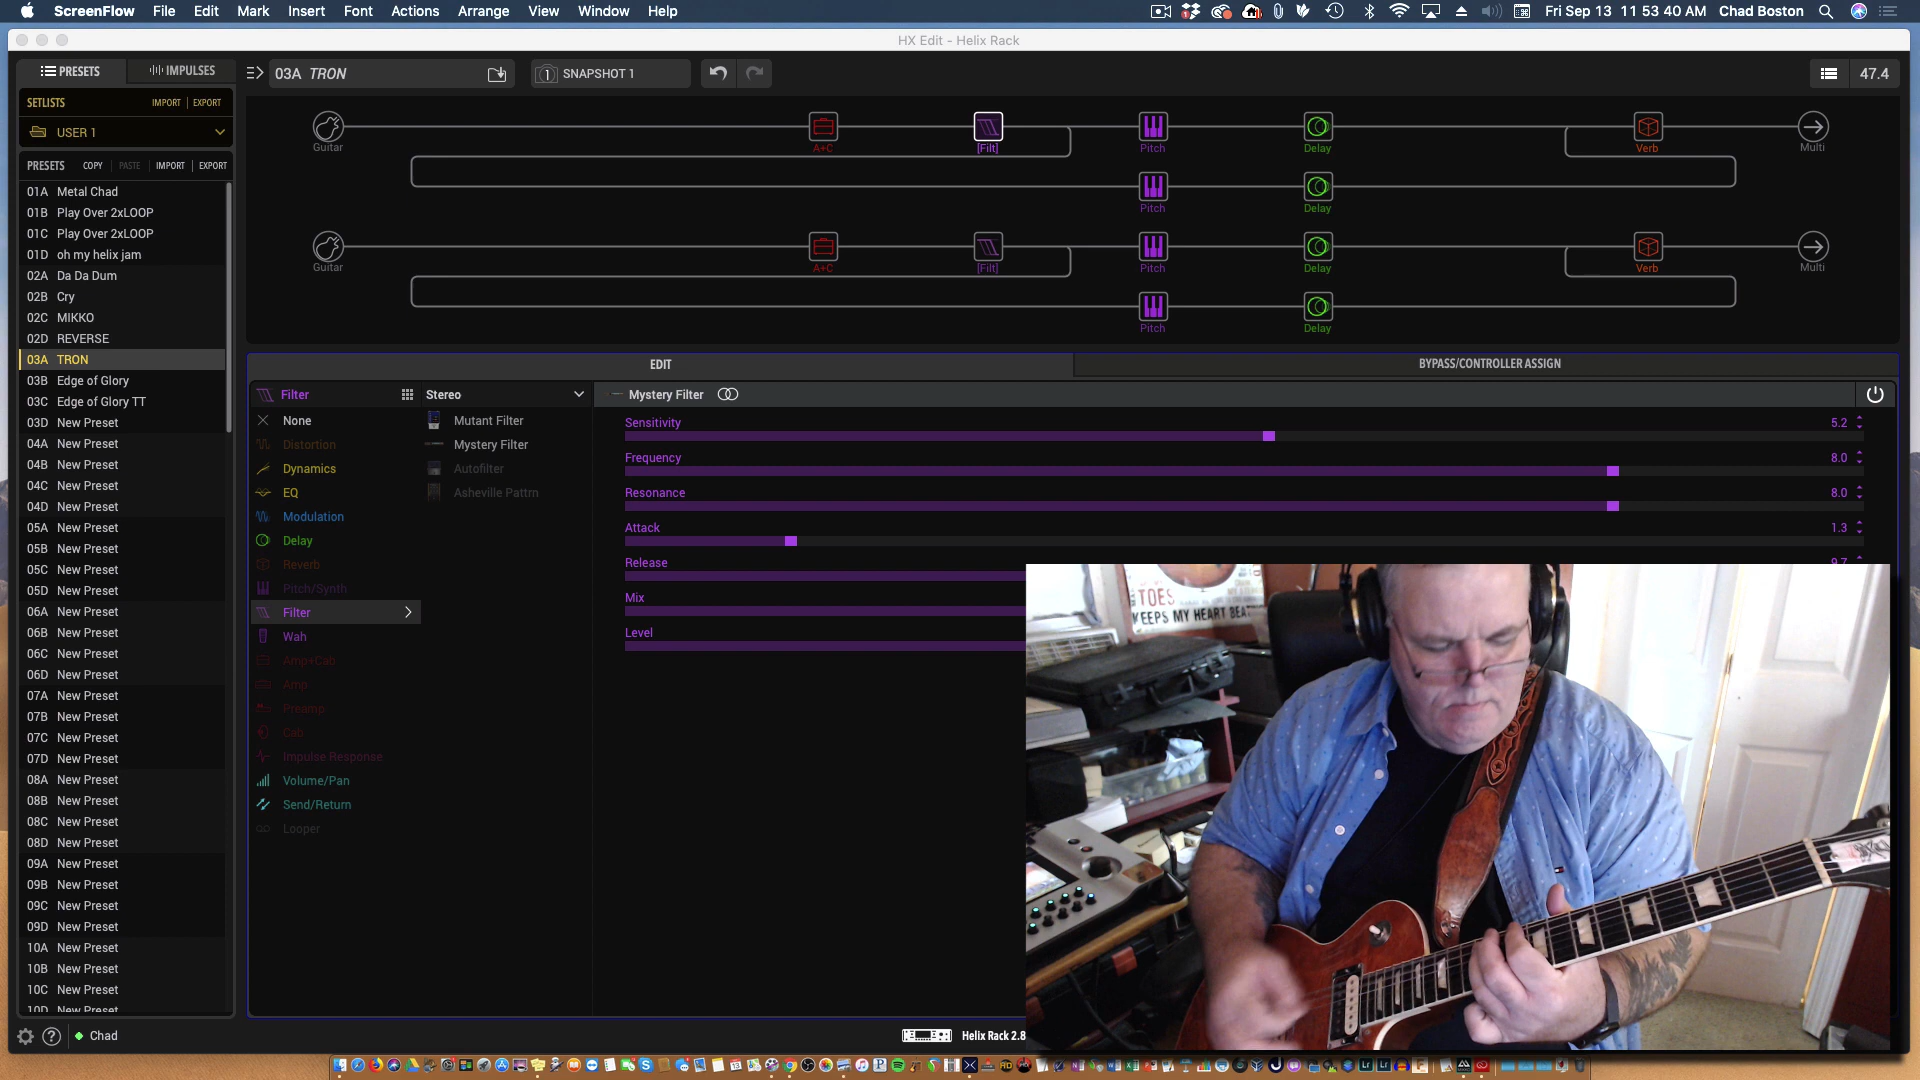 ScreenFlow File Edit Mark Insert Font Actions Arrange View Window Help
Fri Sep 13 11 53 40 AM Chad Boston
HX Edit - Helix Rack
PRESETS IMPULSES
03A TRON
SNAPSHOT 1
47.4
SETLISTS IMPORT | EXPORT
USER 1
PRESETS COPY PASTE IMPORT EXPORT
01A Metal Chad
01B Play Over 2xLOOP
01C Play Over 2xLOOP
01D oh my helix jam
02A Da Da Dum
02B Cry
02C MIKKO
02D REVERSE
03A TRON
03B Edge of Glory
03C Edge of Glory TT
03D New Preset
04A New Preset
04B New Preset
04C New Preset
04D New Preset
05A New Preset
05B New Preset
05C New Preset
05D New Preset
06A New Preset
06B New Preset
06C New Preset
06D New Preset
07A New Preset
07B New Preset
07C New Preset
07D New Preset
08A New Preset
08B New Preset
08C New Preset
08D New Preset
09A New Preset
09B New Preset
09C New Preset
09D New Preset
10A New Preset
10B New Preset
10C New Preset
10D New Preset
Chad
Guitar A+C [Filt] Pitch Delay Verb Multi
Pitch Delay
Guitar A+C [Filt] Pitch Delay Verb Multi
Pitch Delay
EDIT
BYPASS/CONTROLLER ASSIGN
Filter
None
Distortion
Dynamics
EQ
Modulation
Delay
Reverb
Pitch/Synth
Filter
Wah
Amp+Cab
Amp
Preamp
Cab
Impulse Response
Volume/Pan
Send/Return
Looper
Stereo
Mutant Filter
Mystery Filter
Autofilter
Asheville Pattrn
Mystery Filter
Sensitivity 5.2
Frequency 8.0
Resonance 8.0
Attack 1.3
Release 9.7
Mix
Level
TOES
KEEPS MY HEART BEA
Helix Rack 2.8